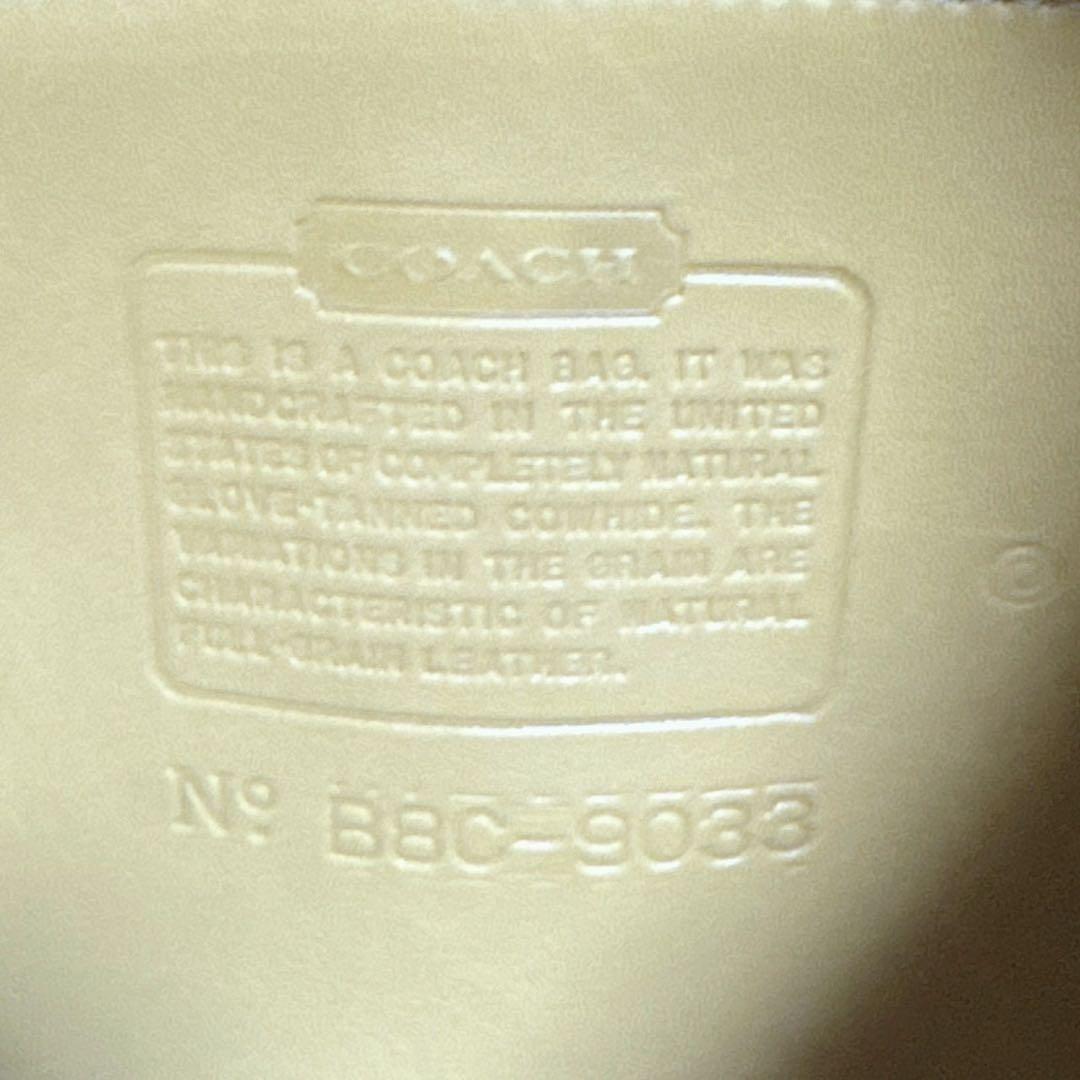 COACH
THIS IS A COACH BAG. IT WAS
HANDCRAFTED IN THE UNITED
STATES OF COMPLETELY NATURAL
GLOVE-TANNED COWHIDE. THE
VARIATIONS IN THE GRAIN ARE
CHARACTERISTIC OF NATURAL
FULL-GRAIN LEATHER.
Nº B8C-9033